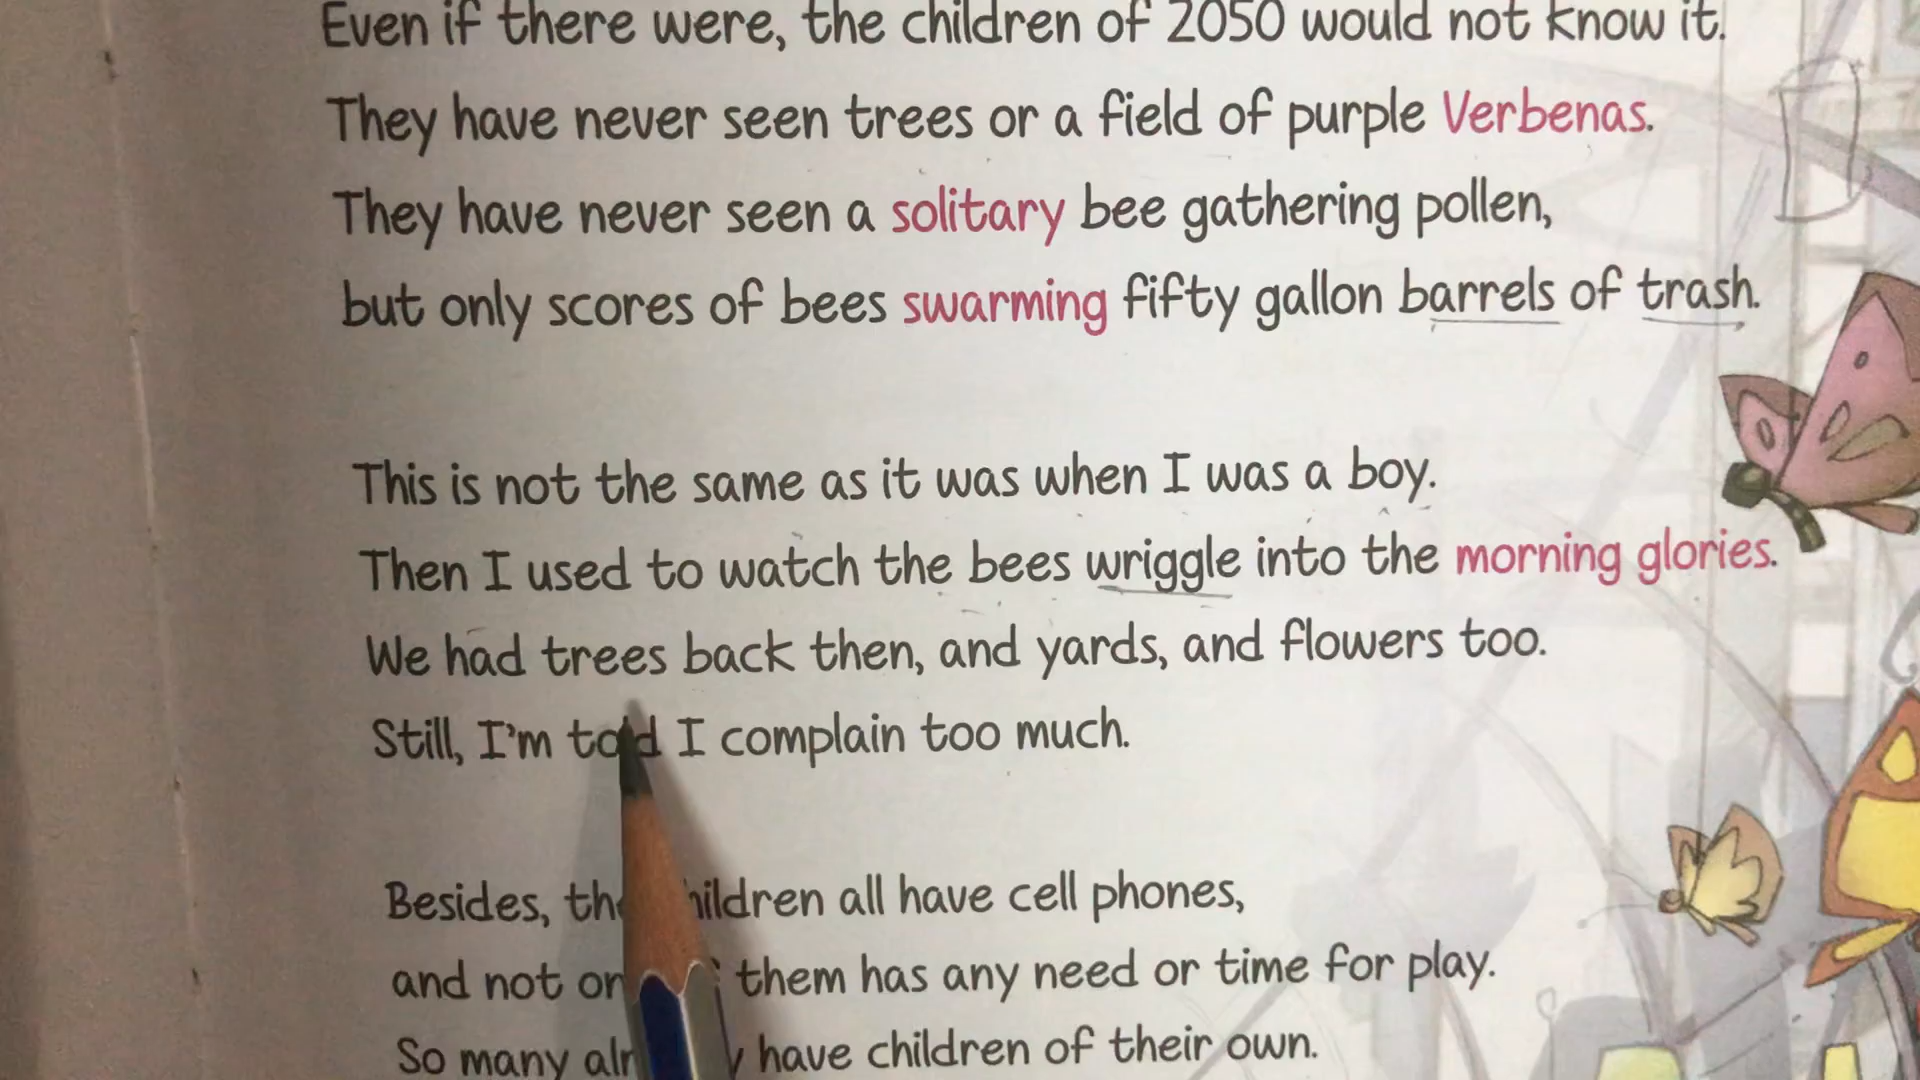 Even if there were, the children of 2050 would not know it.
They have never seen trees or a field of purple Verbenas.
They have never seen a solitary bee gathering pollen,
but only scores of bees swarming fifty gallon barrels of trash.
This is not the same as it was when I was a boy.
Then I used to watch the bees wriggle into the morning glories.
We had trees back then, and yards, and flowers too.
Still, I'm told I complain too much.
Besides, children all have cell phones,
and not them has any need or time for play.
So many have children of their own.